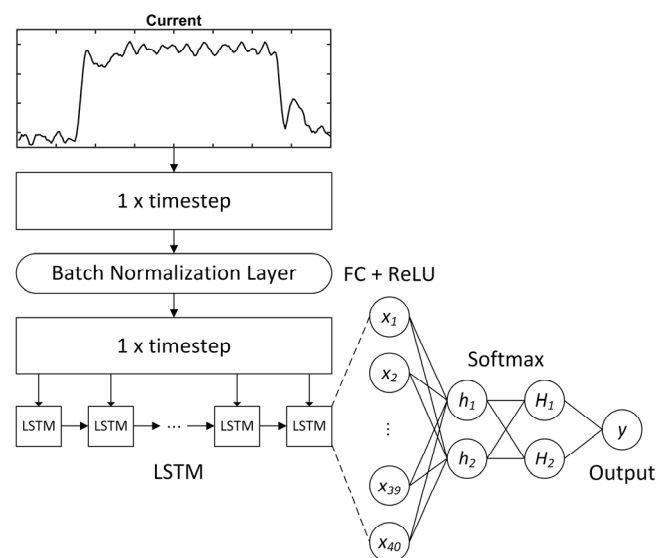 Current
1 x timestep
Batch Normalization Layer
1 x timestep
LSTM LSTM ... LSTM LSTM
LSTM
FC + ReLU
x1
x2
...
x39
x40
Softmax
h1 H1
h2 H2
y
Output